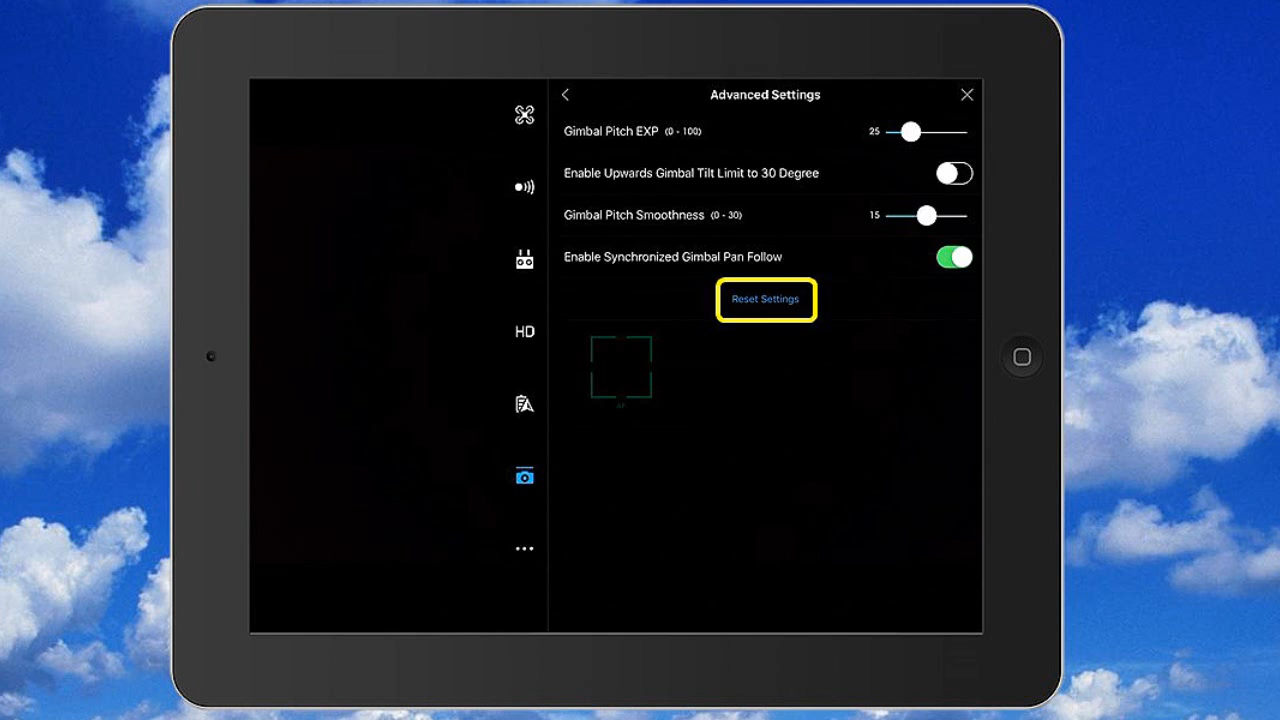 Advanced Settings
Gimbal Pitch EXP (0 - 100) 25
Enable Upwards Gimbal Tilt Limit to 30 Degree
Gimbal Pitch Smoothness (0 - 30) 15
Enable Synchronized Gimbal Pan Follow
Reset Settings
HD
AF